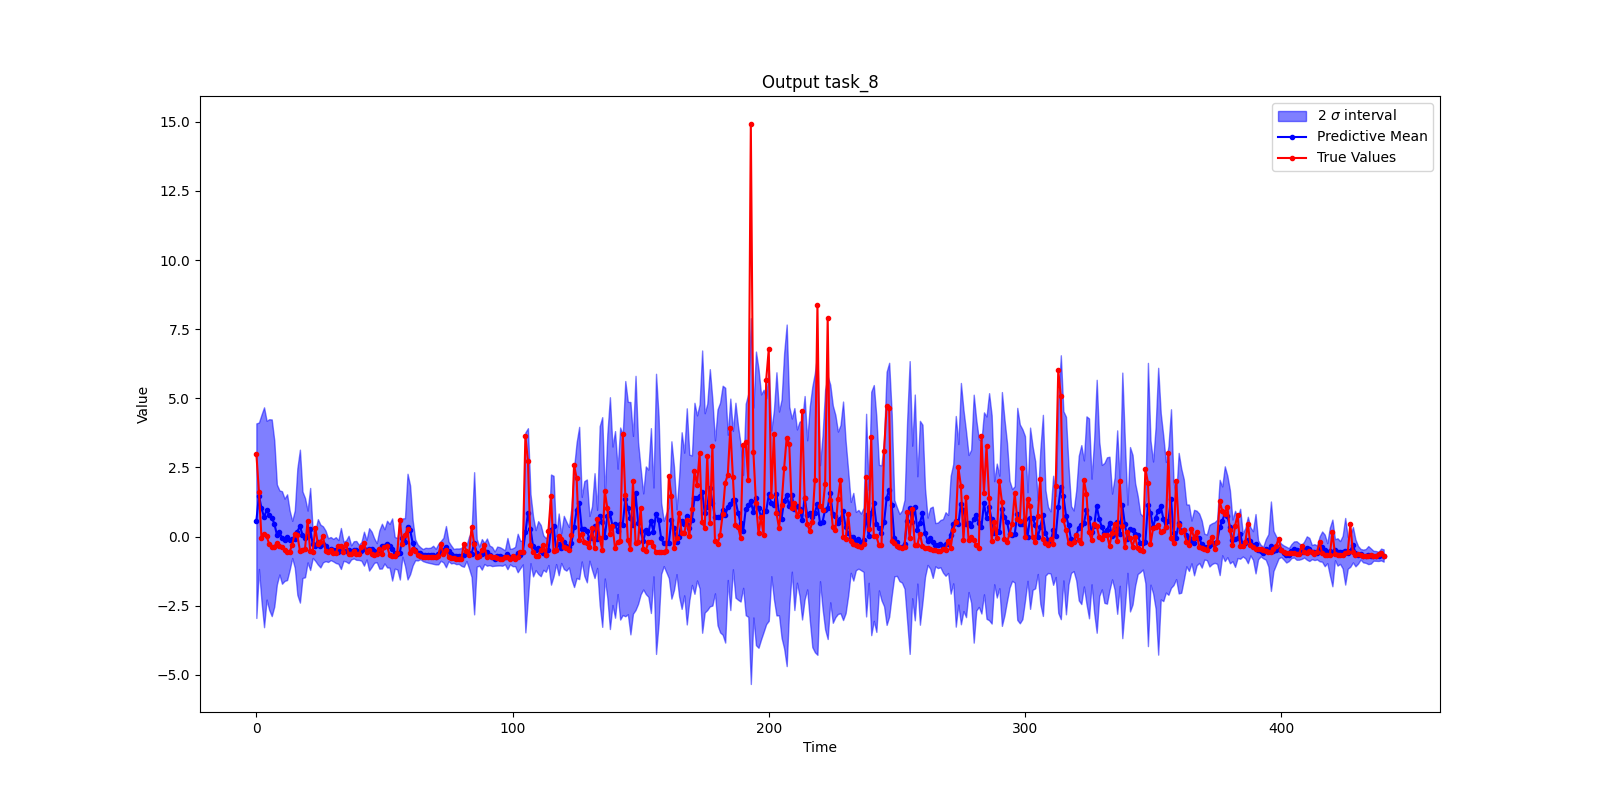 Output task_8
2 σ interval
Predictive Mean
True Values
15.0
12.5
10.0
7.5
5.0
2.5
0.0
−2.5
−5.0
Value
0 100 200 300 400
Time